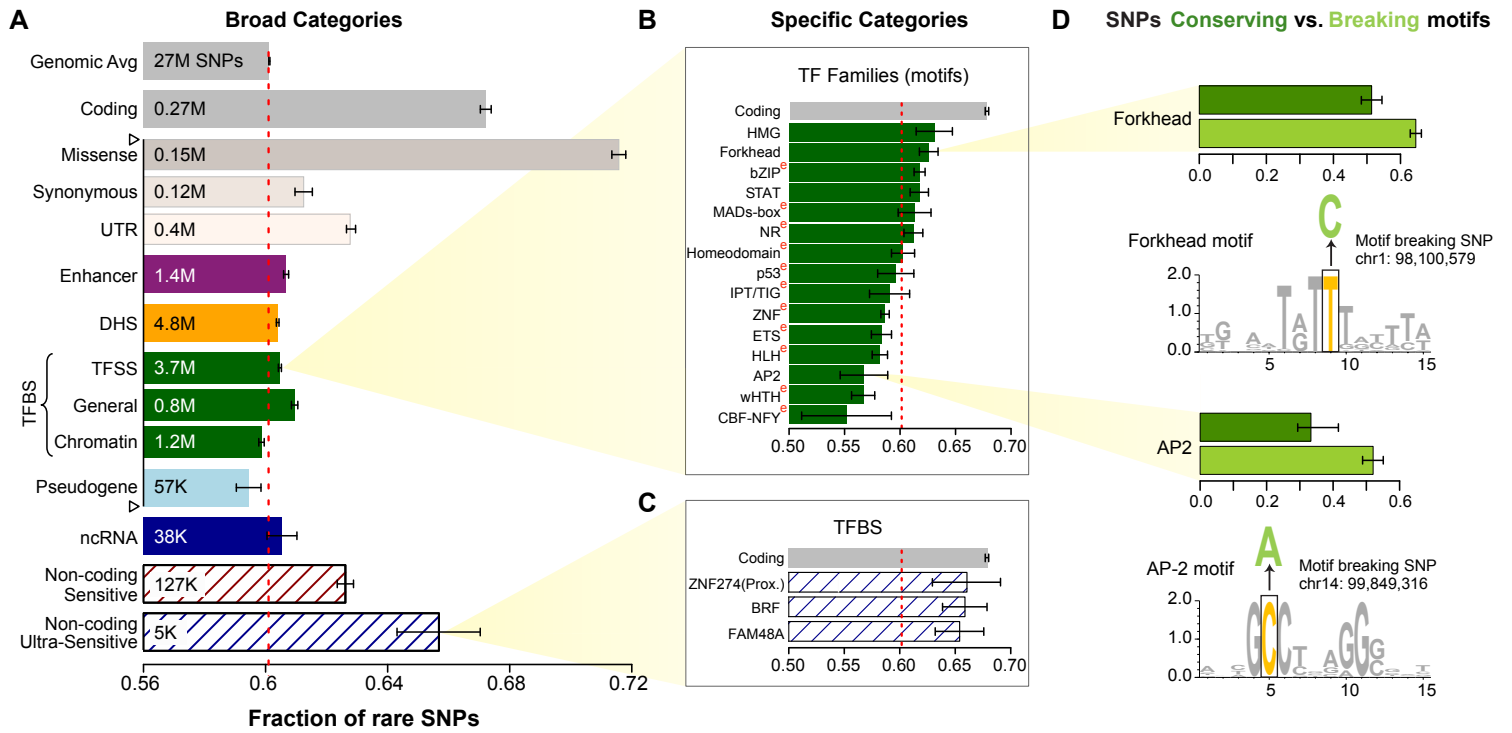 A
Broad Categories
Genomic Avg
27M SNPs
Coding
0.27M
Missense
0.15M
Synonymous
0.12M
UTR
0.4M
Enhancer
1.4M
DHS
4.8M
TFBS
TFSS
3.7M
General
0.8M
Chromatin
1.2M
Pseudogene
57K
ncRNA
38K
Non-coding
Sensitive
127K
Non-coding
Ultra-Sensitive
5K
0.56 0.6 0.64 0.68 0.72
Fraction of rare SNPs
B
Specific Categories
TF Families (motifs)
Coding
HMG
Forkhead
bZIP e
STAT
MADs-box e
NR e
Homeodomain e
p53 e
IPT/TIG e
ZNF e
ETS e
HLH e
AP2
wHTH e
CBF-NFY e
0.50 0.55 0.60 0.65 0.70
C
TFBS
Coding
ZNF274(Prox.)
BRF
FAM48A
0.50 0.55 0.60 0.65 0.70
D
SNPs Conserving vs. Breaking motifs
Forkhead
0.0 0.2 0.4 0.6
C
Forkhead motif
Motif breaking SNP
chr1: 98,100,579
2.0
1.0
0.0
T A T T T
G
5 10 15
AP2
0.0 0.2 0.4 0.6
A
AP-2 motif
Motif breaking SNP
chr14: 99,849,316
2.0
1.0
0.0
G C C T A G G G
5 10 15